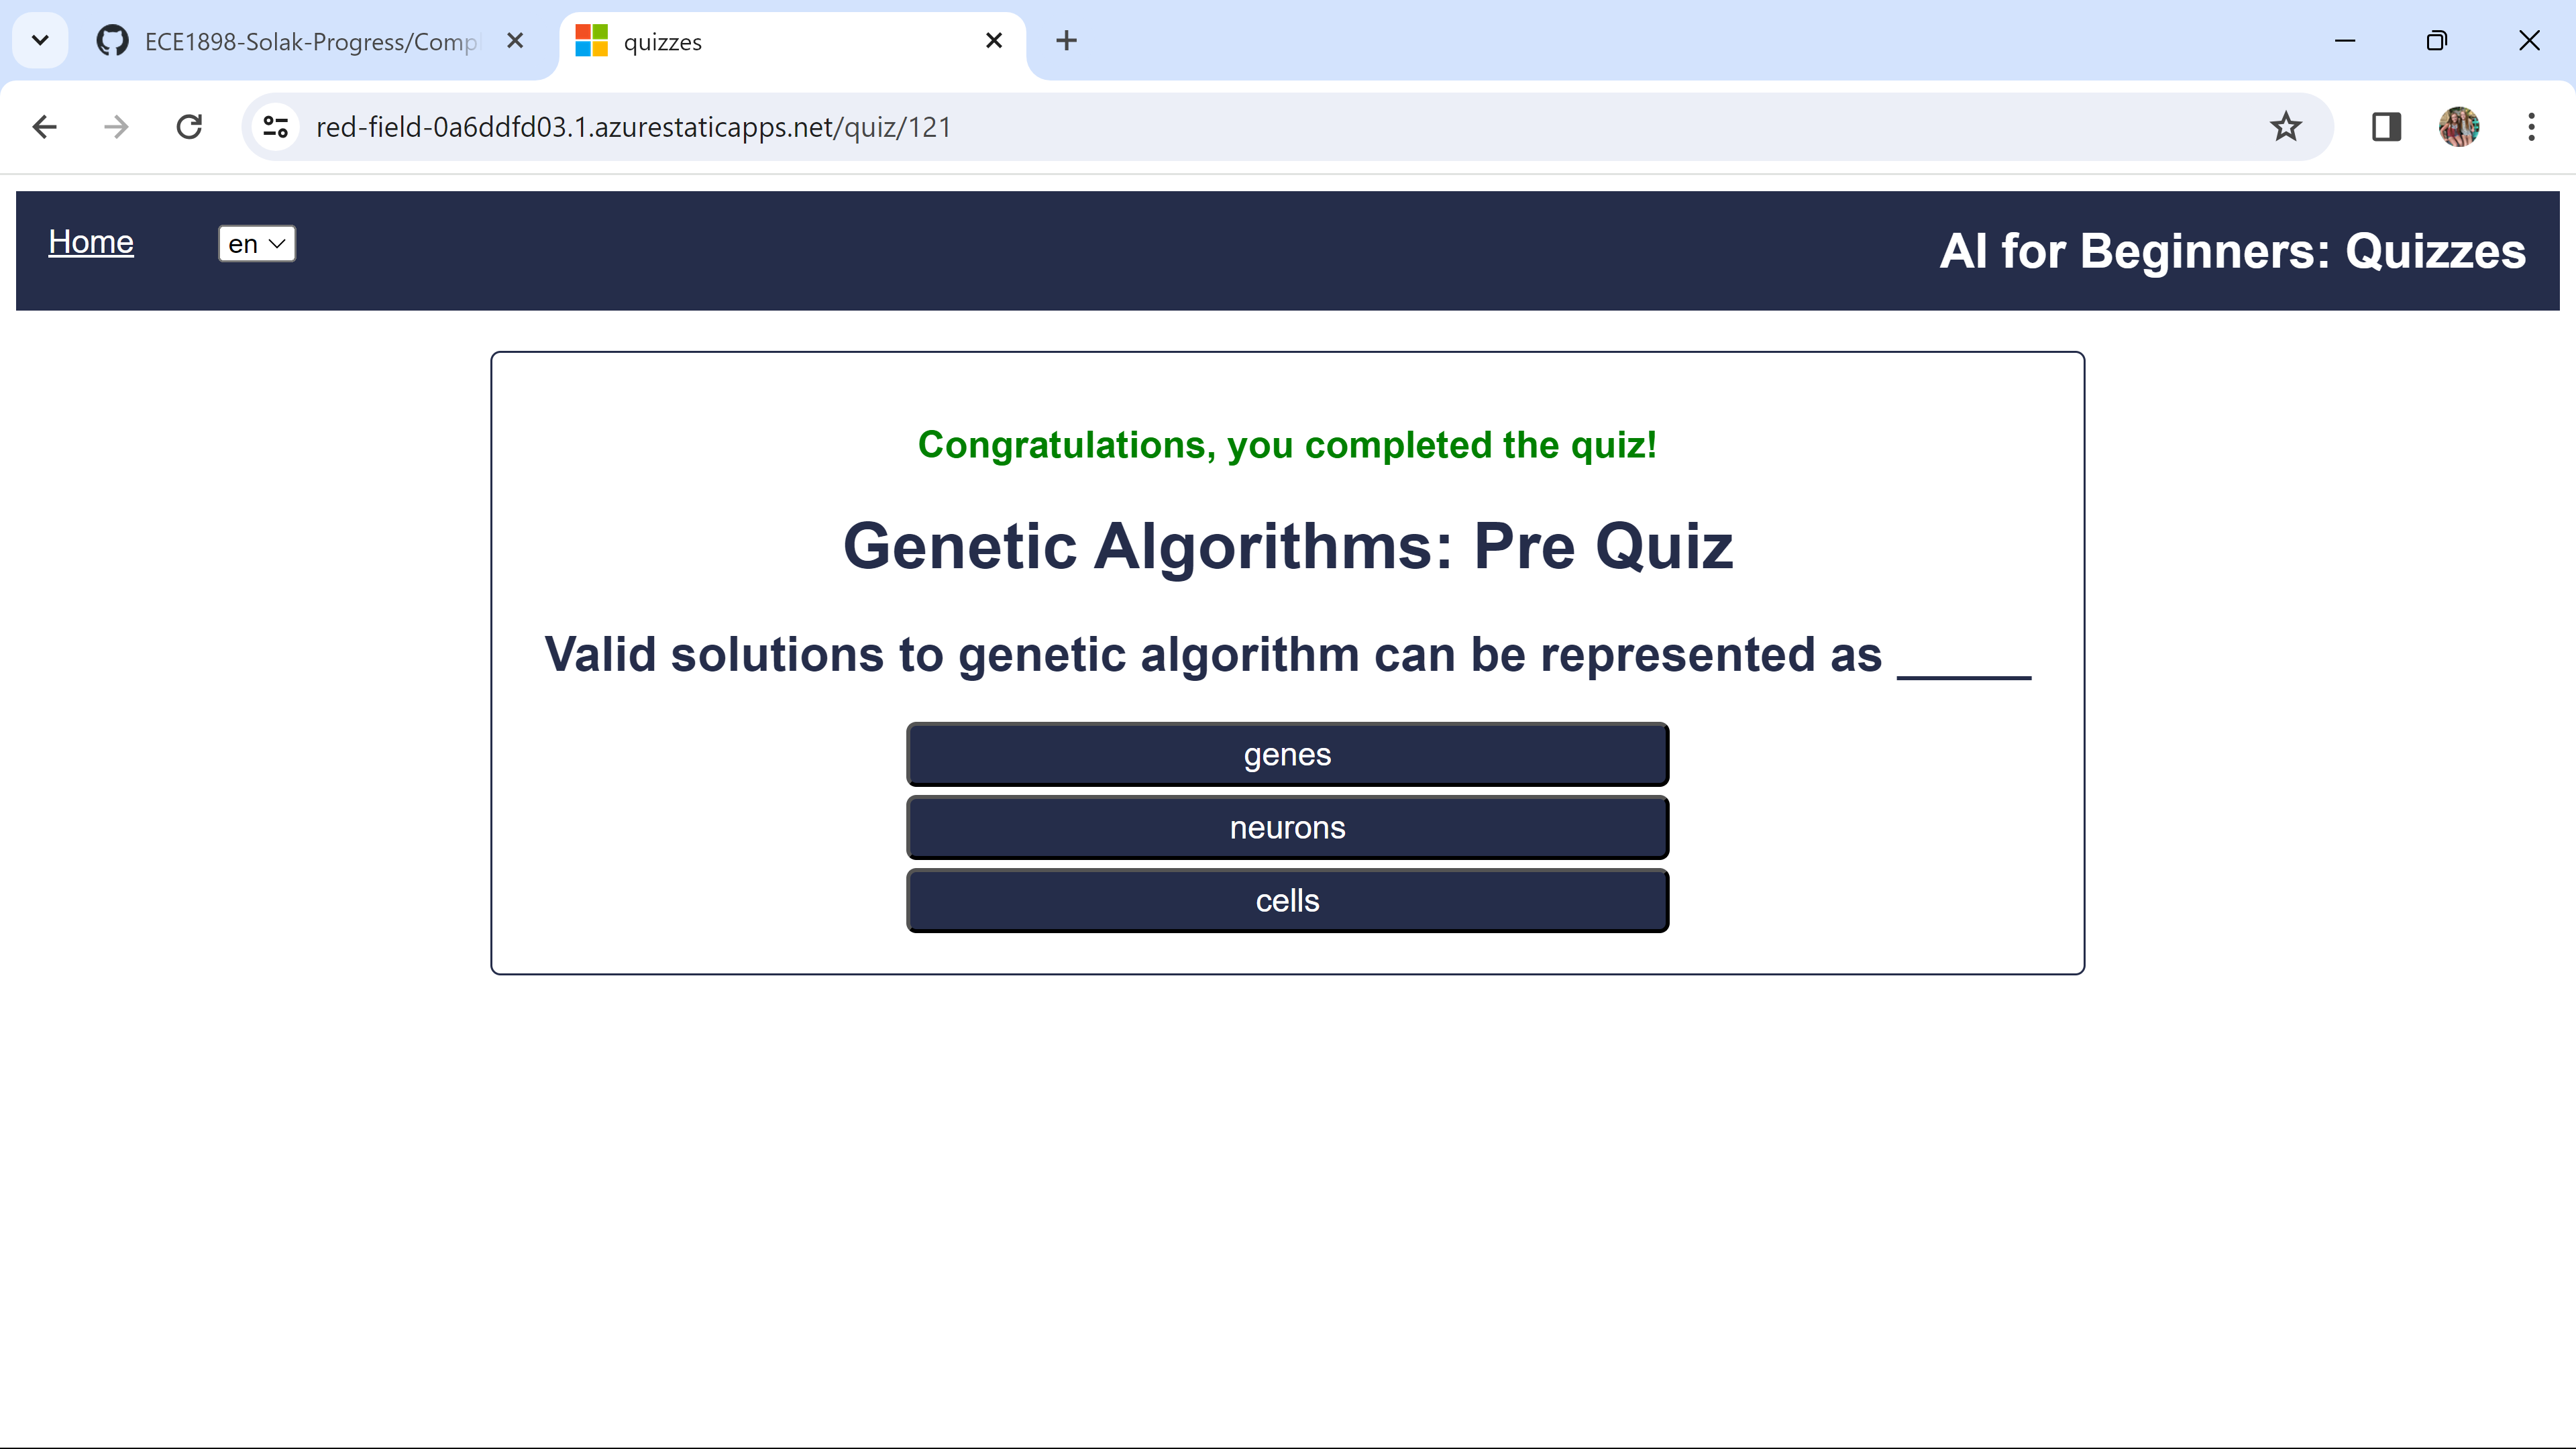 ECE1898-Solak-Progress/Comp
quizzes
red-field-0a6ddfd03.1.azurestaticapps.net/quiz/121
Home
en
AI for Beginners: Quizzes
Congratulations, you completed the quiz!
Genetic Algorithms: Pre Quiz
Valid solutions to genetic algorithm can be represented as ______
genes
neurons
cells